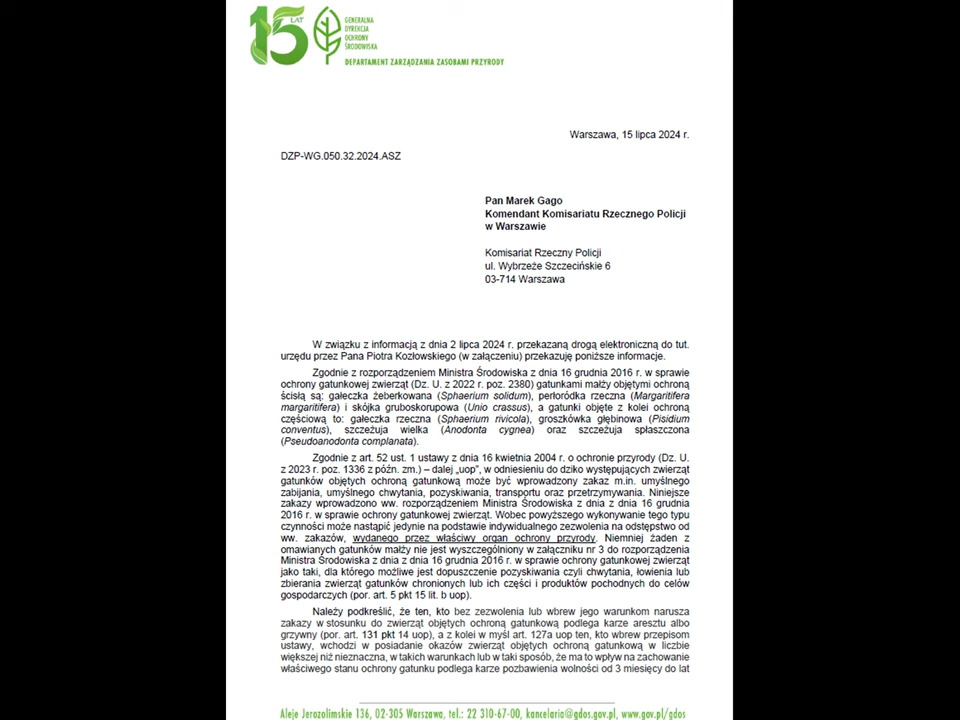 15 LAT
GENERALNA
DYREKCJA
OCHRONY
ŚRODOWISKA
DEPARTAMENT ZARZĄDZANIA ZASOBAMI PRZYRODY
Warszawa, 15 lipca 2024 r.
DZP-WG.050.32.2024.ASZ
Pan Marek Gago
Komendant Komisariatu Rzecznego Policji
w Warszawie
Komisariat Rzeczny Policji
ul. Wybrzeże Szczecińskie 6
03-714 Warszawa
W związku z informacją z dnia 2 lipca 2024 r. przekazaną drogą elektroniczną do tut.
urzędu przez Pana Piotra Kozłowskiego (w załączeniu) przekazuję poniższe informacje.
Zgodnie z rozporządzeniem Ministra Środowiska z dnia 16 grudnia 2016 r. w sprawie
ochrony gatunkowej zwierząt (Dz. U. z 2022 r. poz. 2380) gatunkami małży objętymi ochroną
ścisłą są: gałeczka żeberkowana (Sphaerium solidum), perłoródka rzeczna (Margaritifera
margaritifera) i skójka gruboskorupowa (Unio crassus), a gatunki objęte z kolei ochroną
częściową to: gałeczka rzeczna (Sphaerium rivicola), groszkówka głębinowa (Pisidium
conventus), szczeżuja wielka (Anodonta cygnea) oraz szczeżuja spłaszczona
(Pseudoanodonta complanata).
Zgodnie z art. 52 ust. 1 ustawy z dnia 16 kwietnia 2004 r. o ochronie przyrody (Dz. U.
z 2023 r. poz. 1336 z późn. zm.) – dalej „uop”, w odniesieniu do dziko występujących zwierząt
gatunków objętych ochroną gatunkową może być wprowadzony zakaz m.in. umyślnego
zabijania, umyślnego chwytania, pozyskiwania, transportu oraz przetrzymywania. Niniejsze
zakazy wprowadzono ww. rozporządzeniem Ministra Środowiska z dnia z dnia 16 grudnia
2016 r. w sprawie ochrony gatunkowej zwierząt. Wobec powyższego wykonywanie tego typu
czynności może nastąpić jedynie na podstawie indywidualnego zezwolenia na odstępstwo od
ww. zakazów, wydanego przez właściwy organ ochrony przyrody. Niemniej żaden z
omawianych gatunków małży nie jest wyszczególniony w załączniku nr 3 do rozporządzenia
Ministra Środowiska z dnia z dnia 16 grudnia 2016 r. w sprawie ochrony gatunkowej zwierząt
jako taki, dla którego możliwe jest dopuszczenie pozyskiwania czyli chwytania, łowienia lub
zbierania zwierząt gatunków chronionych lub ich części i produktów pochodnych do celów
gospodarczych (por. art. 5 pkt 15 lit. b uop).
Należy podkreślić, że ten, kto bez zezwolenia lub wbrew jego warunkom narusza
zakazy w stosunku do zwierząt objętych ochroną gatunkową podlega karze aresztu albo
grzywny (por. art. 131 pkt 14 uop), a z kolei w myśl art. 127a uop ten, kto wbrew przepisom
ustawy, wchodzi w posiadanie okazów zwierząt objętych ochroną gatunkową w liczbie
większej niż nieznaczna, w takich warunkach lub w taki sposób, że ma to wpływ na zachowanie
właściwego stanu ochrony gatunku podlega karze pozbawienia wolności od 3 miesięcy do lat
Aleje Jerozolimskie 136, 02-305 Warszawa, tel.: 22 310-67-00, kancelaria@gdos.gov.pl, www.gov.pl/gdos